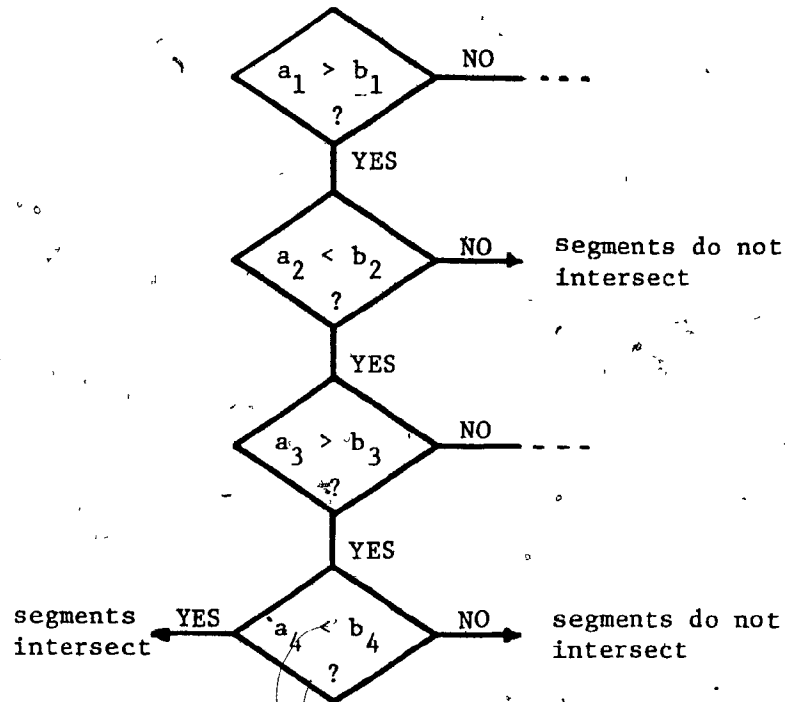 a1 > b1
?
NO
YES
a2 < b2
?
NO
segments do not
intersect
YES
a3 > b3
?
NO
YES
segments
intersect
YES
a4 < b4
?
NO
segments do not
intersect